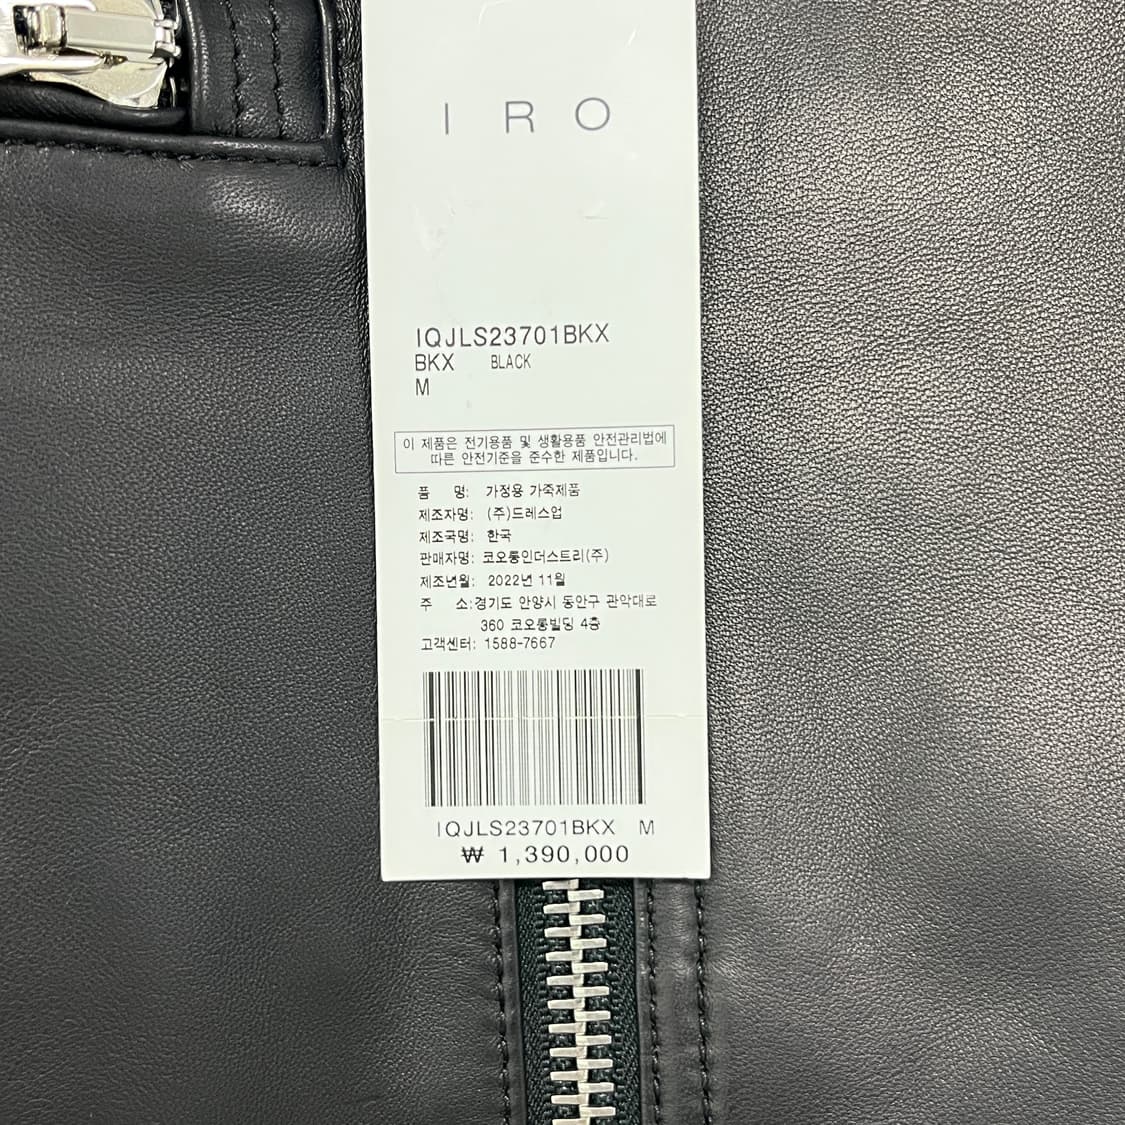 IRO
IQJLS23701BKX
BKX BLACK
M
이 제품은 전기용품 및 생활용품 안전관리법에
따른 안전기준을 준수한 제품입니다.
품 명: 가정용 가죽제품
제조자명: (주)드레스업
제조국명: 한국
판매자명: 코오롱인더스트리(주)
제조년월: 2022년 11월
주 소:경기도 안양시 동안구 관악대로
360 코오롱빌딩 4층
고객센터: 1588-7667
IQJLS23701BKX M
₩ 1,390,000